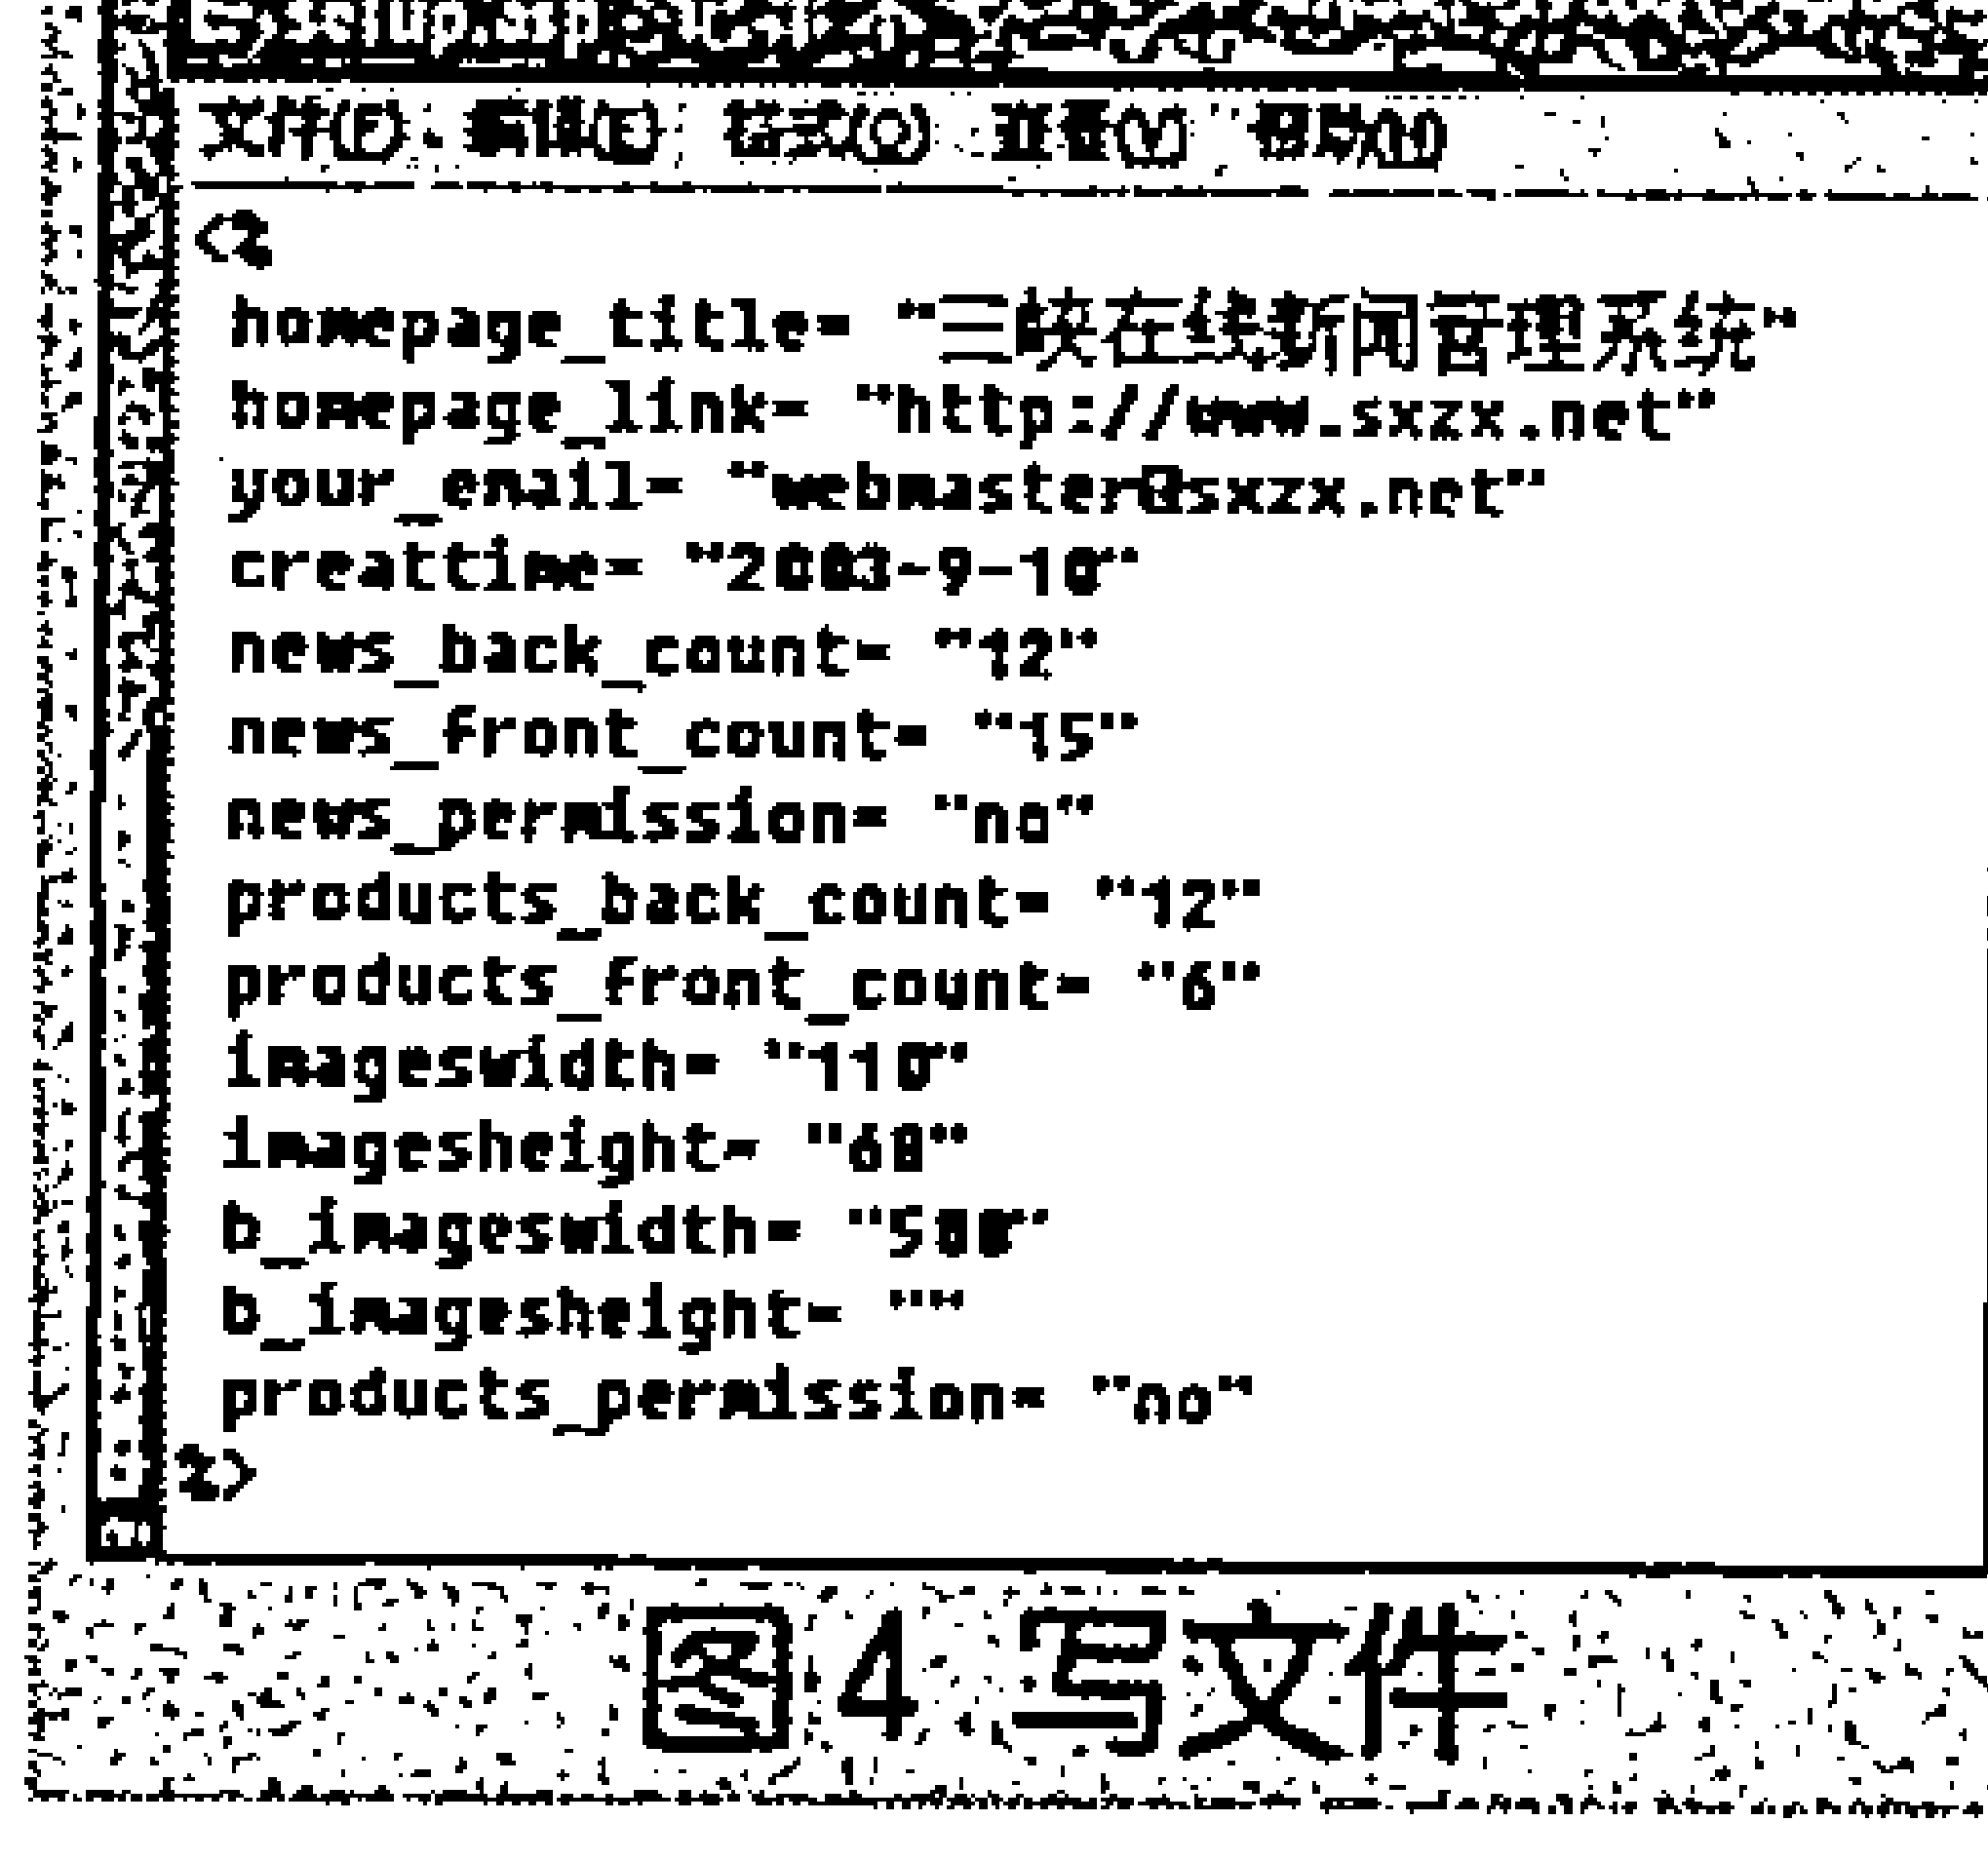 文件(F) 编辑(E) 格式(O) 查看(V) 帮助(H)
<%
homepage_title= "三峡在线新闻管理系统"
homepage_link= "http://www.sxzx.net"
your_email= "webmaster@sxzx.net"
creattime= "2003-9-10"
news_back_count= "12"
news_front_count= "15"
news_permission= "no"
products_back_count= "12"
products_front_count= "6"
imageswidth= "110"
imagesheight= "68"
b_imageswidth= "500"
b_imagesheight= ""
products_permission= "no"
%>
图4 写文件